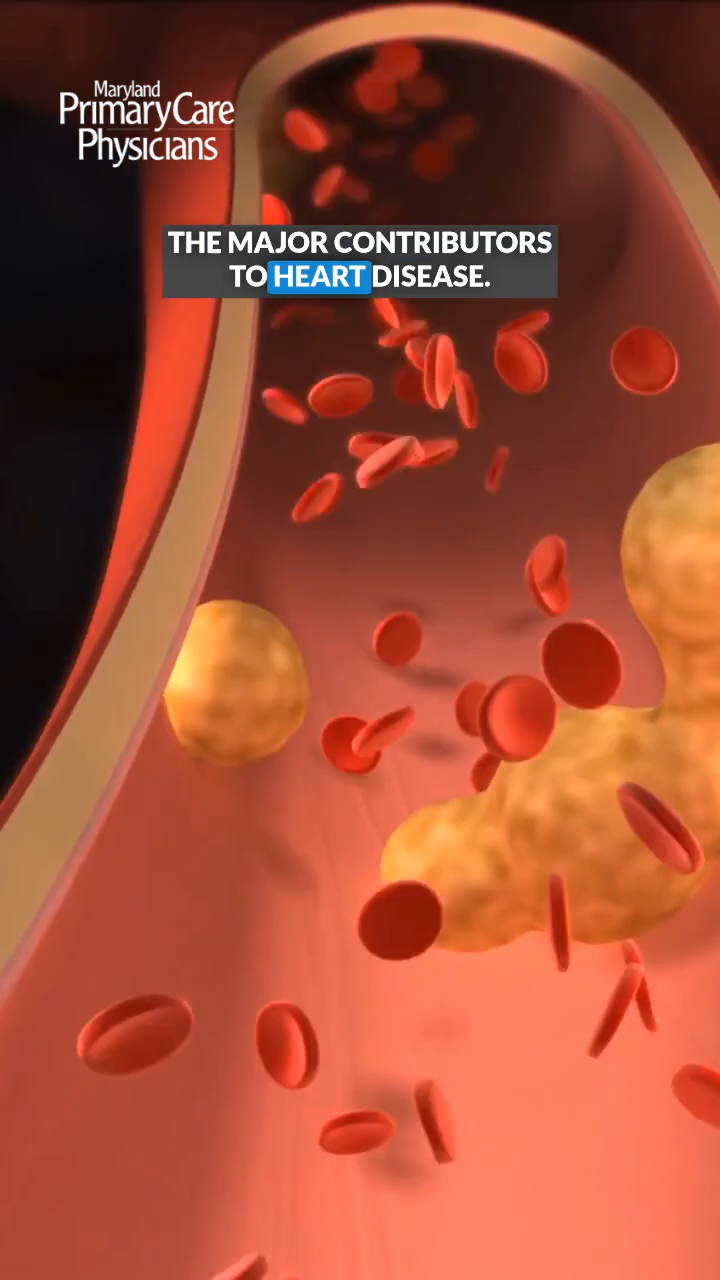 Maryland
PrimaryCare
Physicians
THE MAJOR CONTRIBUTORS
TO HEART DISEASE.